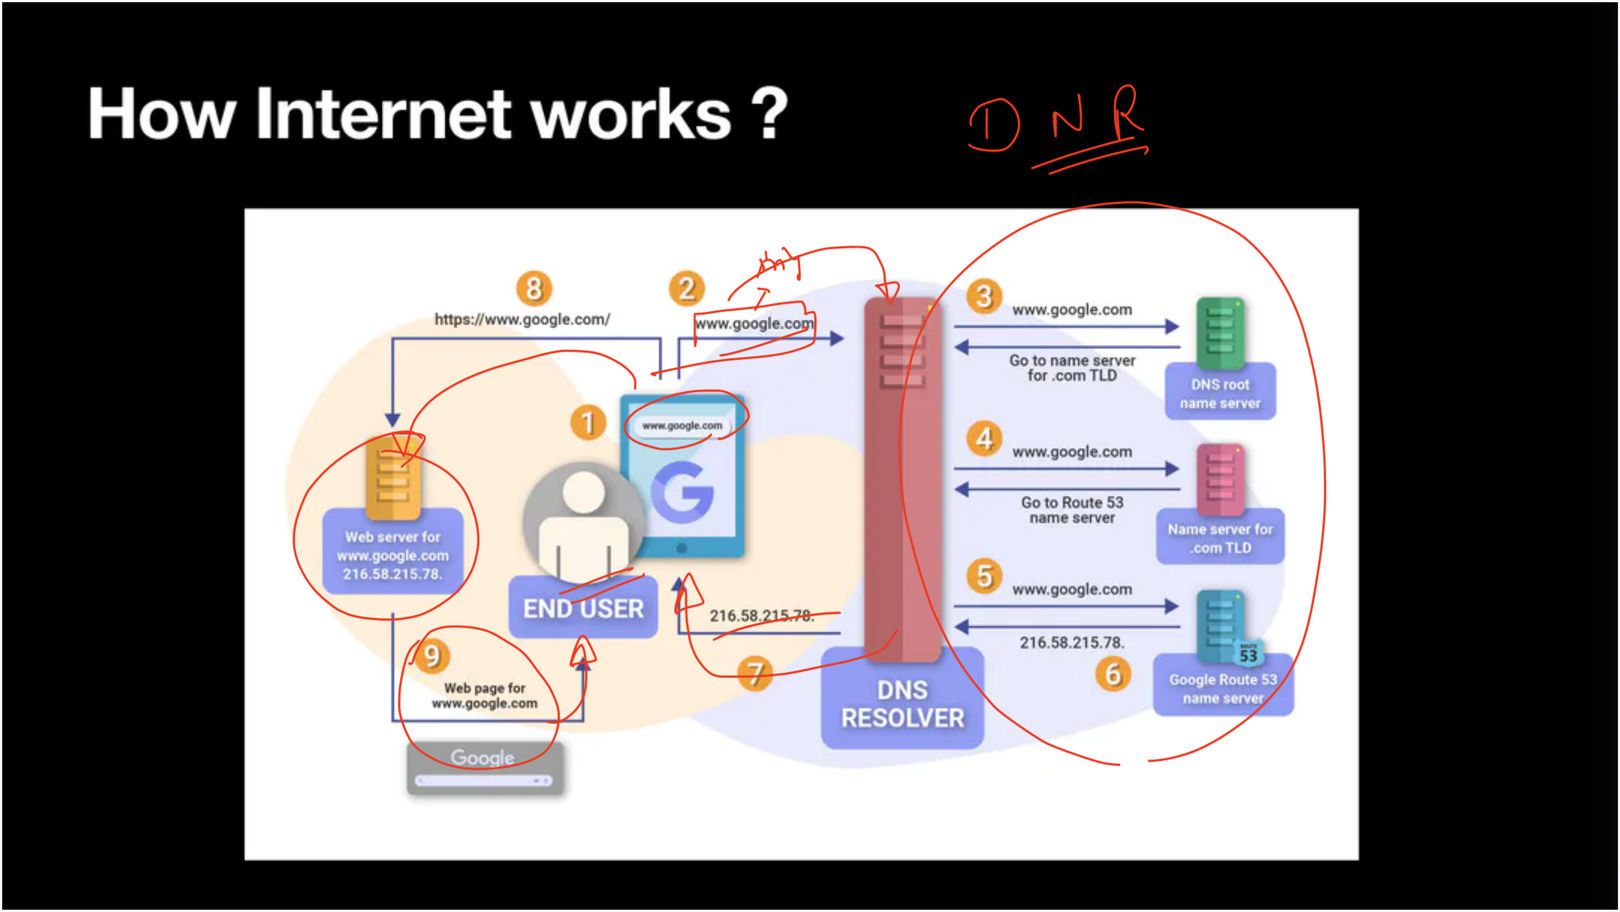 How Internet works ?
D N R
8
https://www.google.com/
2
www.google.com
3
www.google.com
Go to name server
for .com TLD
DNS root
name server
1
www.google.com
G
4
www.google.com
Go to Route 53
name server
Name server for
.com TLD
Web server for
www.google.com
216.58.215.78.
END USER
5
www.google.com
216.58.215.78.
6
ROUTE
53
Google Route 53
name server
216.58.215.78.
7
DNS
RESOLVER
9
Web page for
www.google.com
Google